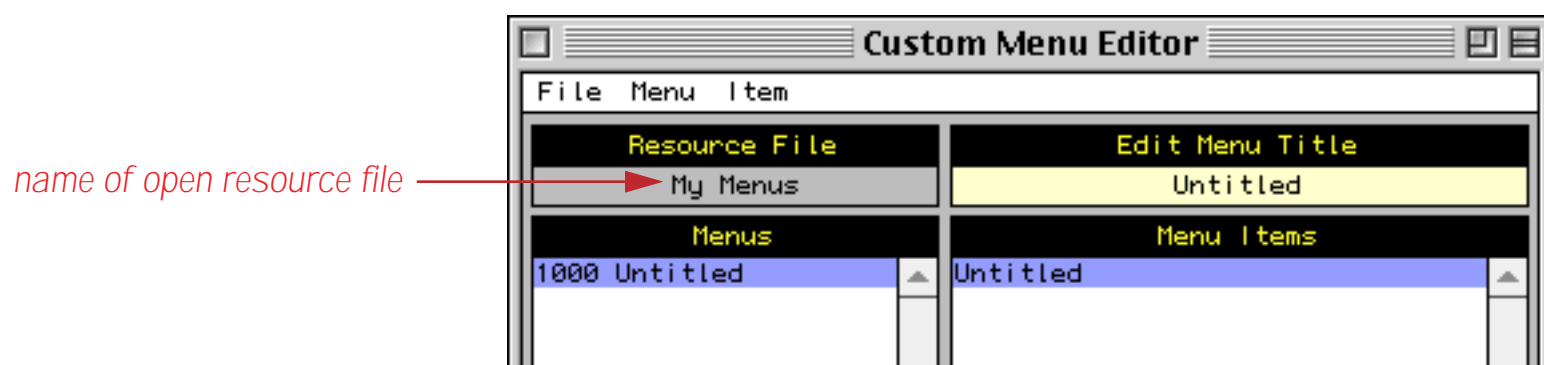 Custom Menu Editor
File Menu Item
Resource File
Edit Menu Title
name of open resource file
My Menus
Untitled
Menus
Menu Items
1000 Untitled
Untitled